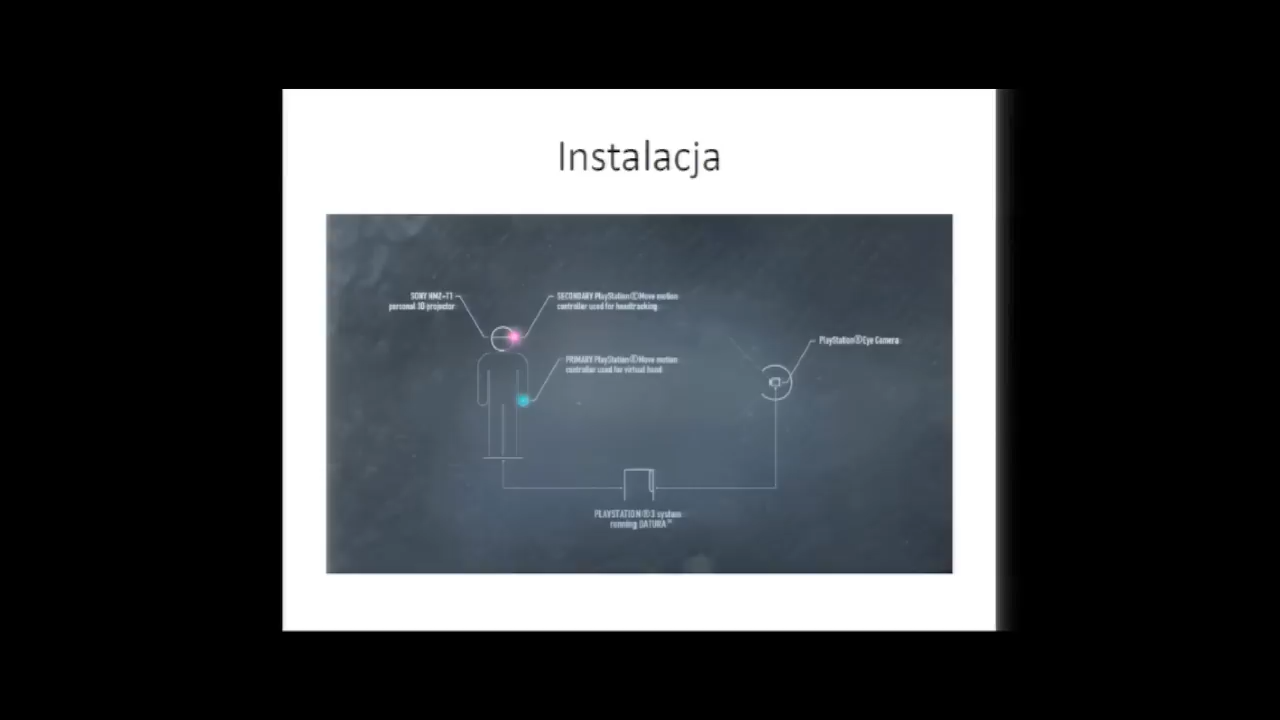 Instalacja
SONY HMZ-T1
personal 3D projector
SECONDARY PlayStation®Move motion
controller used for headtracking
PlayStation®Eye Camera
PRIMARY PlayStation®Move motion
controller used for virtual hand
PLAYSTATION®3 system
running DATURA™